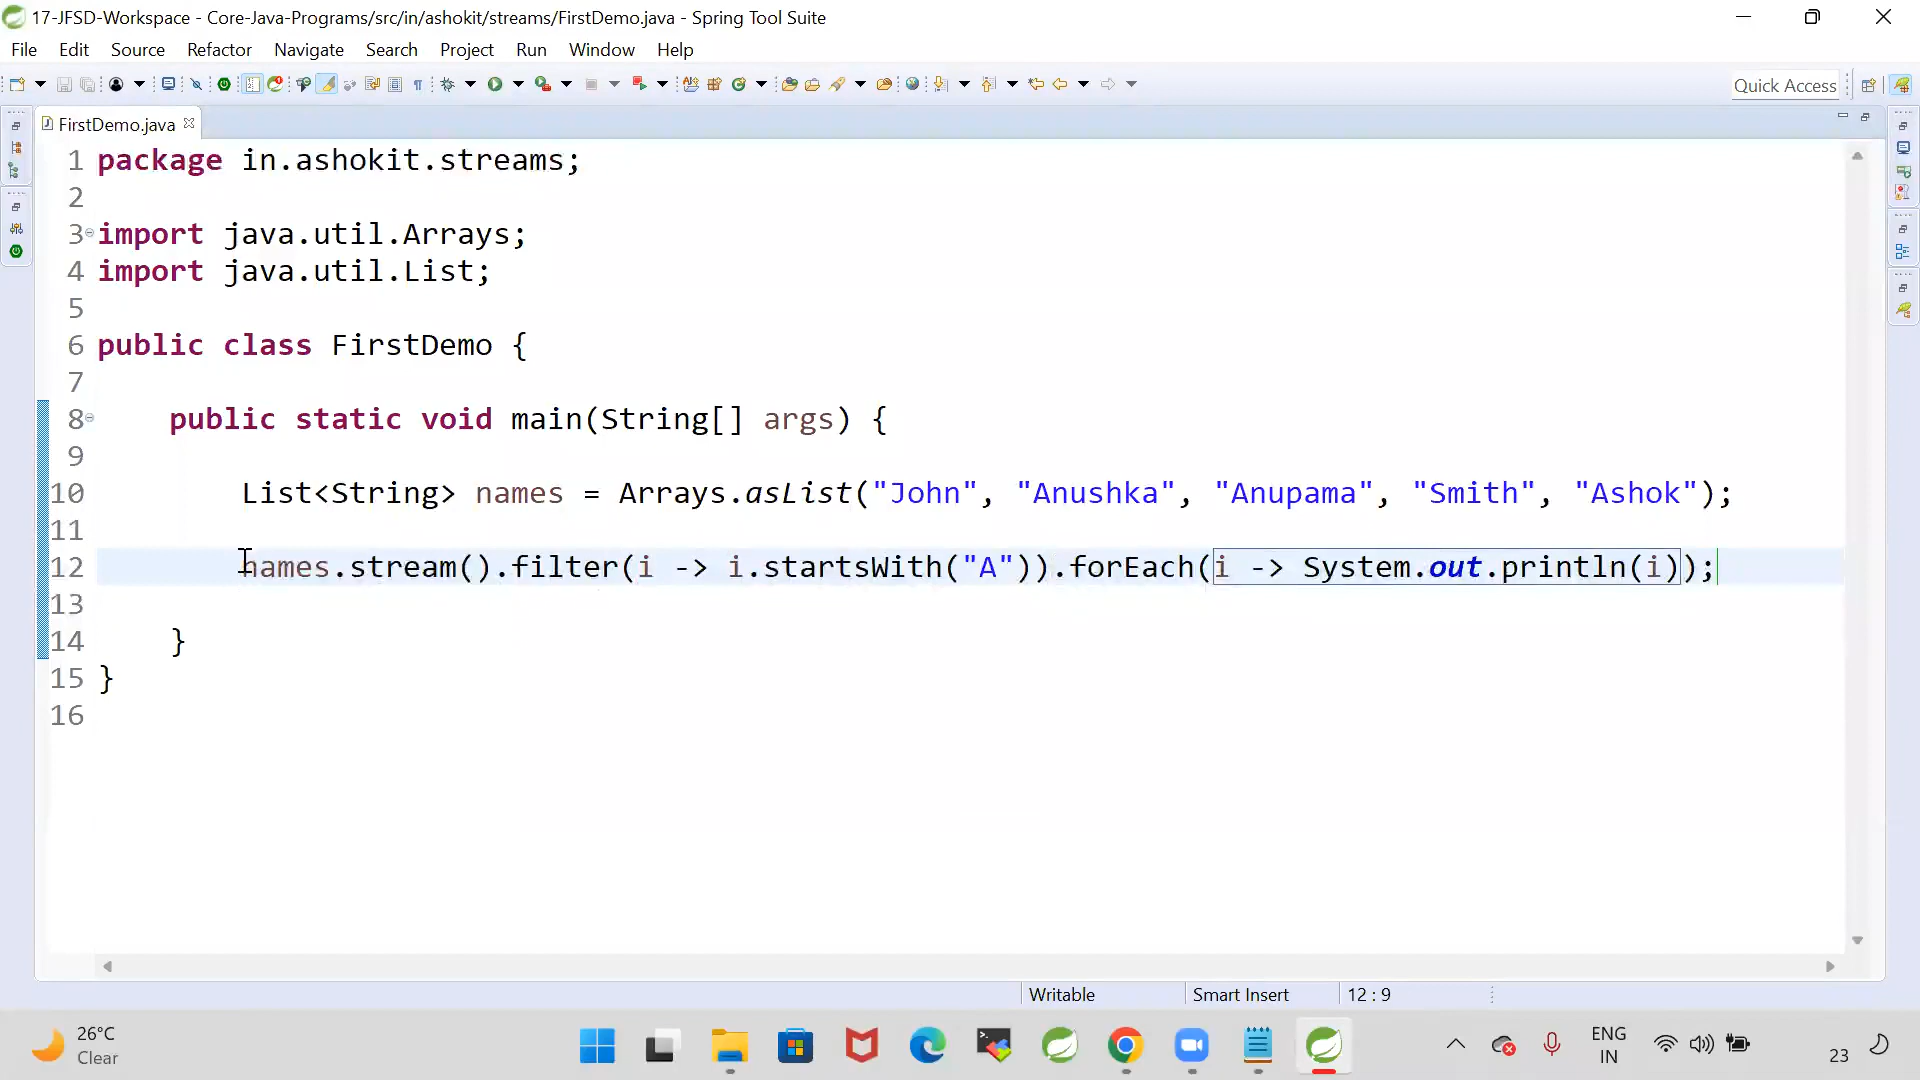 17-JFSD-Workspace - Core-Java-Programs/src/in/ashokit/streams/FirstDemo.java - Spring Tool Suite
File Edit Source Refactor Navigate Search Project Run Window Help
Quick Access
FirstDemo.java
1 package in.ashokit.streams;
2
3 import java.util.Arrays;
4 import java.util.List;
5
6 public class FirstDemo {
7
8 public static void main(String[] args) {
9
10 List<String> names = Arrays.asList("John", "Anushka", "Anupama", "Smith", "Ashok");
11
12 names.stream().filter(i -> i.startsWith("A")).forEach(i -> System.out.println(i));
13
14 }
15 }
16
Writable Smart Insert 12 : 9
26°C
Clear
ENG
IN
23